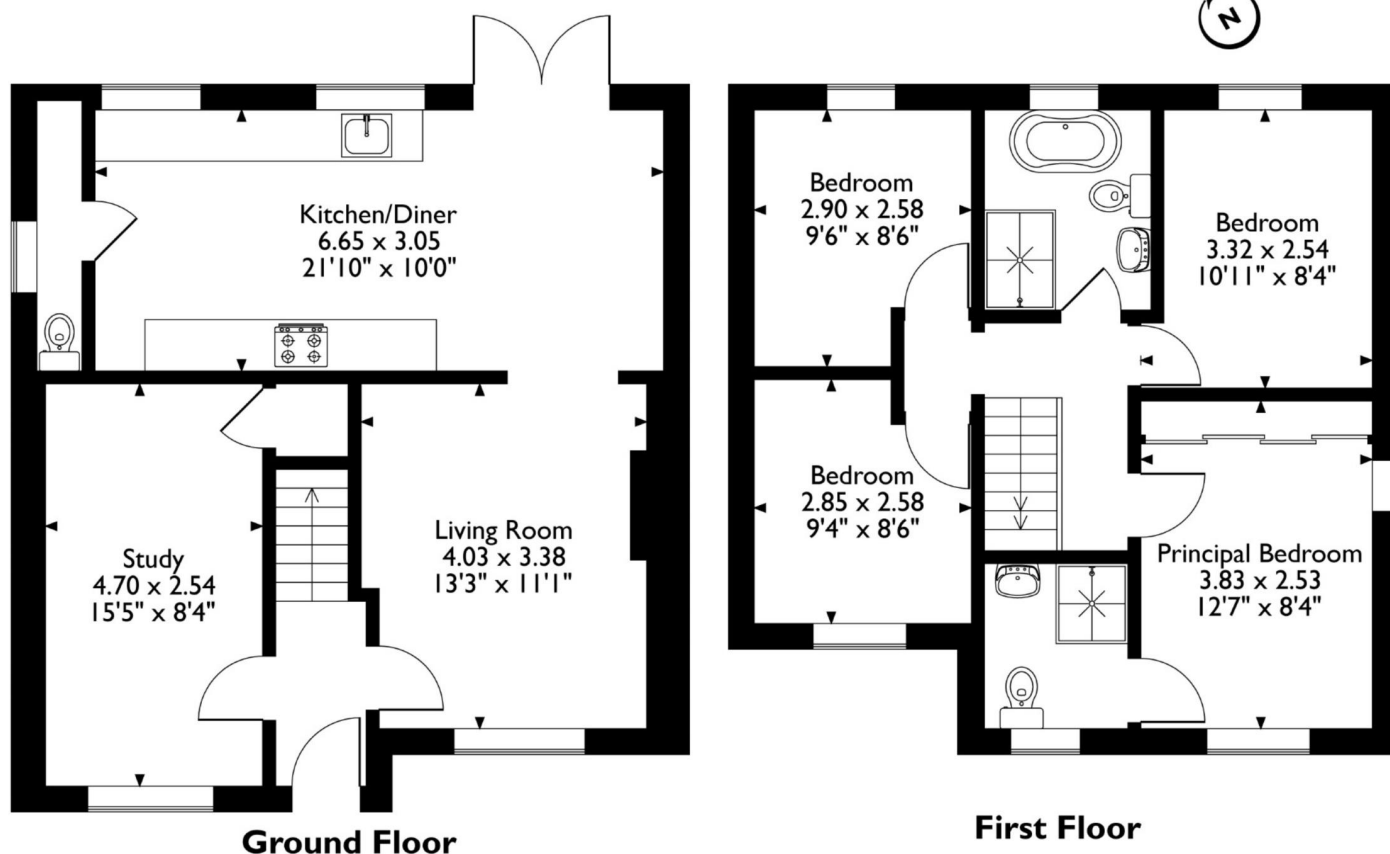 N
Kitchen/Diner
6.65 x 3.05
21'10" x 10'0"
Study
4.70 x 2.54
15'5" x 8'4"
Living Room
4.03 x 3.38
13'3" x 11'1"
Ground Floor
Bedroom
2.90 x 2.58
9'6" x 8'6"
Bedroom
3.32 x 2.54
10'11" x 8'4"
Bedroom
2.85 x 2.58
9'4" x 8'6"
Principal Bedroom
3.83 x 2.53
12'7" x 8'4"
First Floor